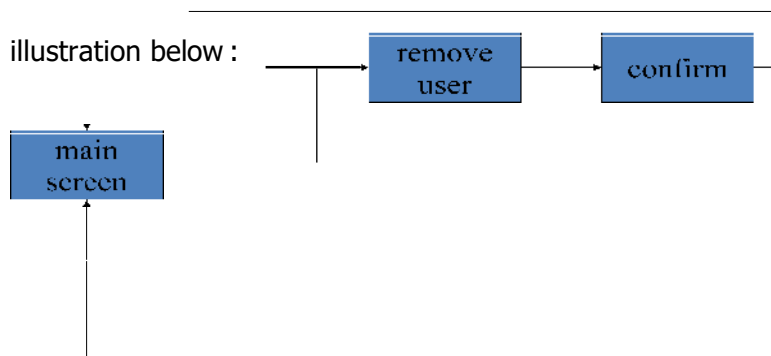 illustration below :
remove
user
confirm
main
screen